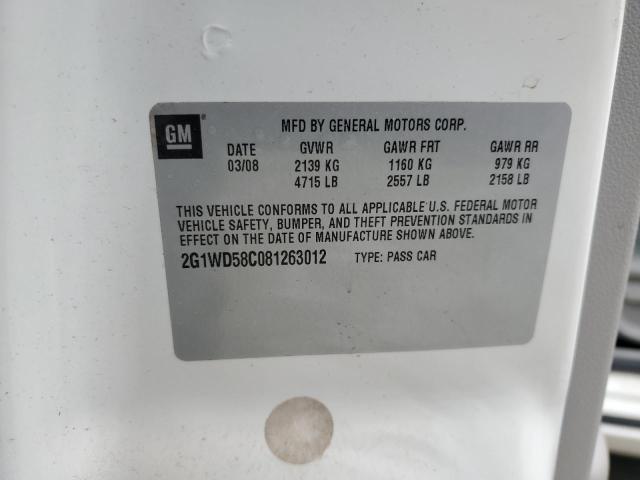 GM
MFD BY GENERAL MOTORS CORP.
DATE GVWR GAWR FRT GAWR RR
03/08 2139 KG 1160 KG 979 KG
4715 LB 2557 LB 2158 LB
THIS VEHICLE CONFORMS TO ALL APPLICABLE U.S. FEDERAL MOTOR
VEHICLE SAFETY, BUMPER, AND THEFT PREVENTION STANDARDS IN
EFFECT ON THE DATE OF MANUFACTURE SHOWN ABOVE.
2G1WD58C081263012 TYPE: PASS CAR